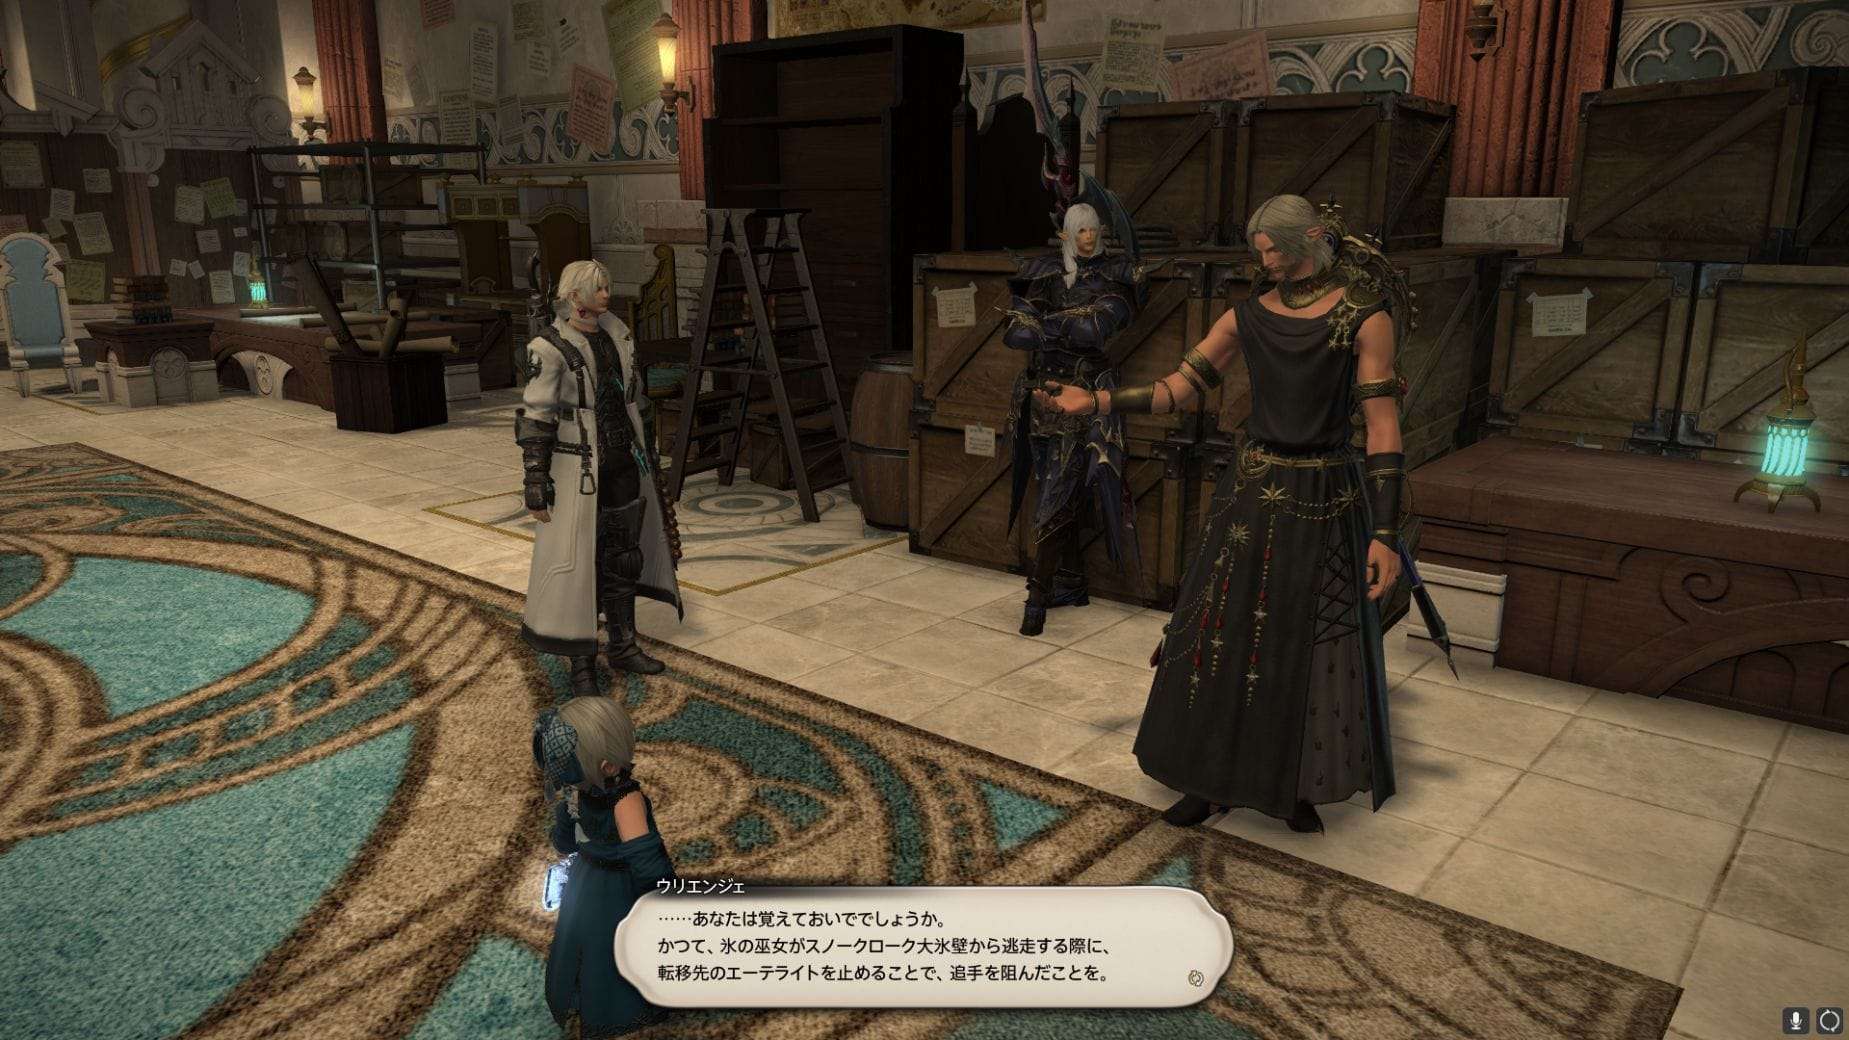 ウリエンジェ
……あなたは覚えておいででしょうか。
かつて、氷の巫女がスノークローク大氷壁から逃走する際に、
転移先のエーテライトを止めることで、追手を阻んだことを。